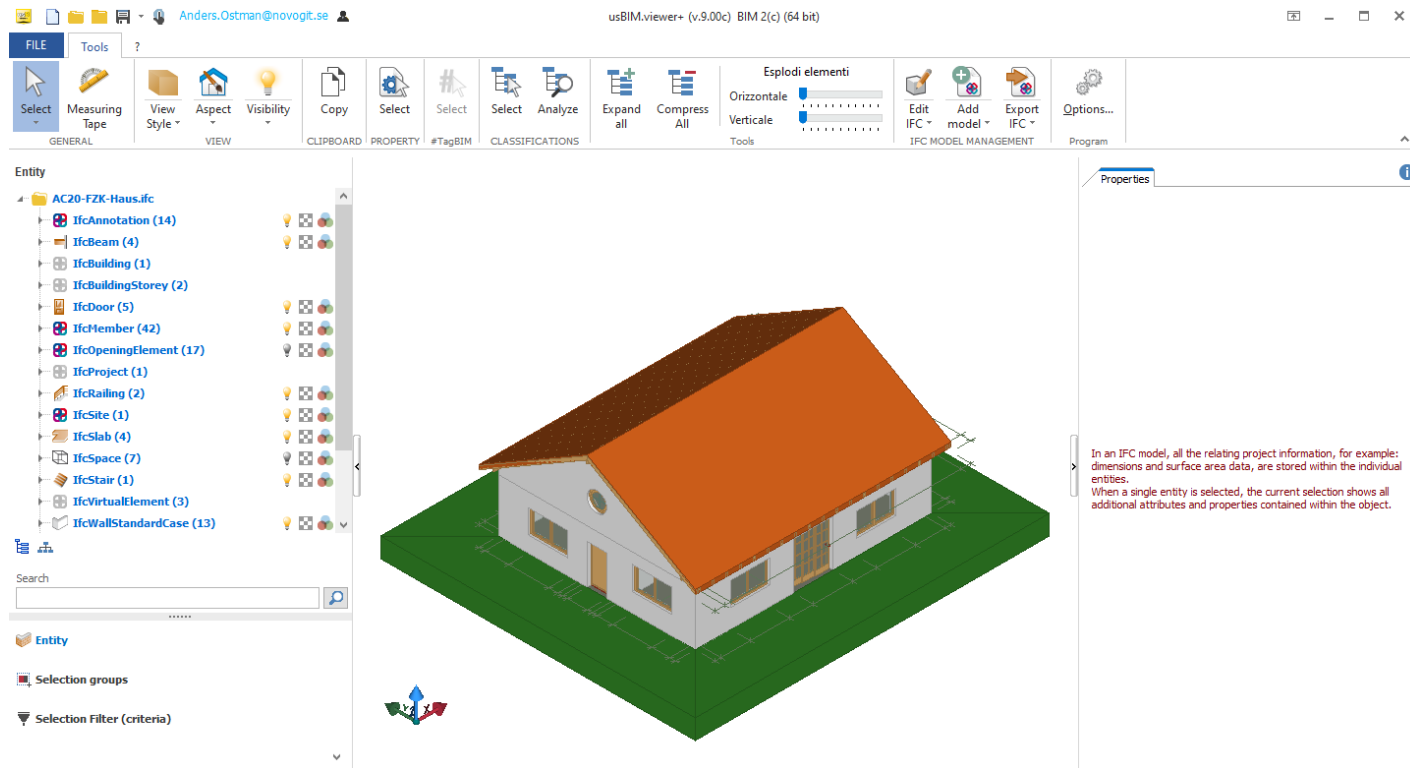 Anders.Ostman@novogit.se
usBIM.viewer+ (v.9.00c) BIM 2(c) (64 bit)
FILE
Tools
?
Select
Measuring
Tape
GENERAL
View
Style
Aspect
Visibility
VIEW
Copy
CLIPBOARD
Select
PROPERTY
#
Select
#TagBIM
Select
Analyze
CLASSIFICATIONS
Expand
all
Compress
All
Esplodi elementi
Orizzontale
Verticale
Tools
Edit
IFC
Add
model
Export
IFC
IFC MODEL MANAGEMENT
Options...
Program
Entity
AC20-FZK-Haus.ifc
IfcAnnotation (14)
IfcBeam (4)
IfcBuilding (1)
IfcBuildingStorey (2)
IfcDoor (5)
IfcMember (42)
IfcOpeningElement (17)
IfcProject (1)
IfcRailing (2)
IfcSite (1)
IfcSlab (4)
IfcSpace (7)
IfcStair (1)
IfcVirtualElement (3)
IfcWallStandardCase (13)
Search
Entity
Selection groups
Selection Filter (criteria)
Y Z X
Properties
i
In an IFC model, all the relating project information, for example:
dimensions and surface area data, are stored within the individual
entities.
When a single entity is selected, the current selection shows all
additional attributes and properties contained within the object.